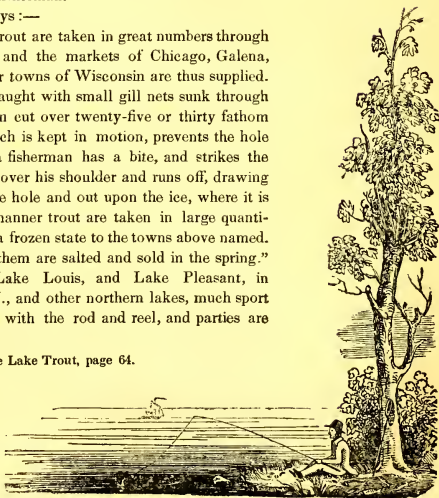 ys :—
rout are taken in great numbers through
and the markets of Chicago, Galena,
r towns of Wisconsin are thus supplied.
aught with small gill nets sunk through
n cut over twenty-five or thirty fathom
ch is kept in motion, prevents the hole
fisherman has a bite, and strikes the
over his shoulder and runs off, drawing
e hole and out upon the ice, where it is
nanner trout are taken in large quanti-
a frozen state to the towns above named.
them are salted and sold in the spring.”
Lake Louis, and Lake Pleasant, in
., and other northern lakes, much sport
with the rod and reel, and parties are
e Lake Trout, page 64.